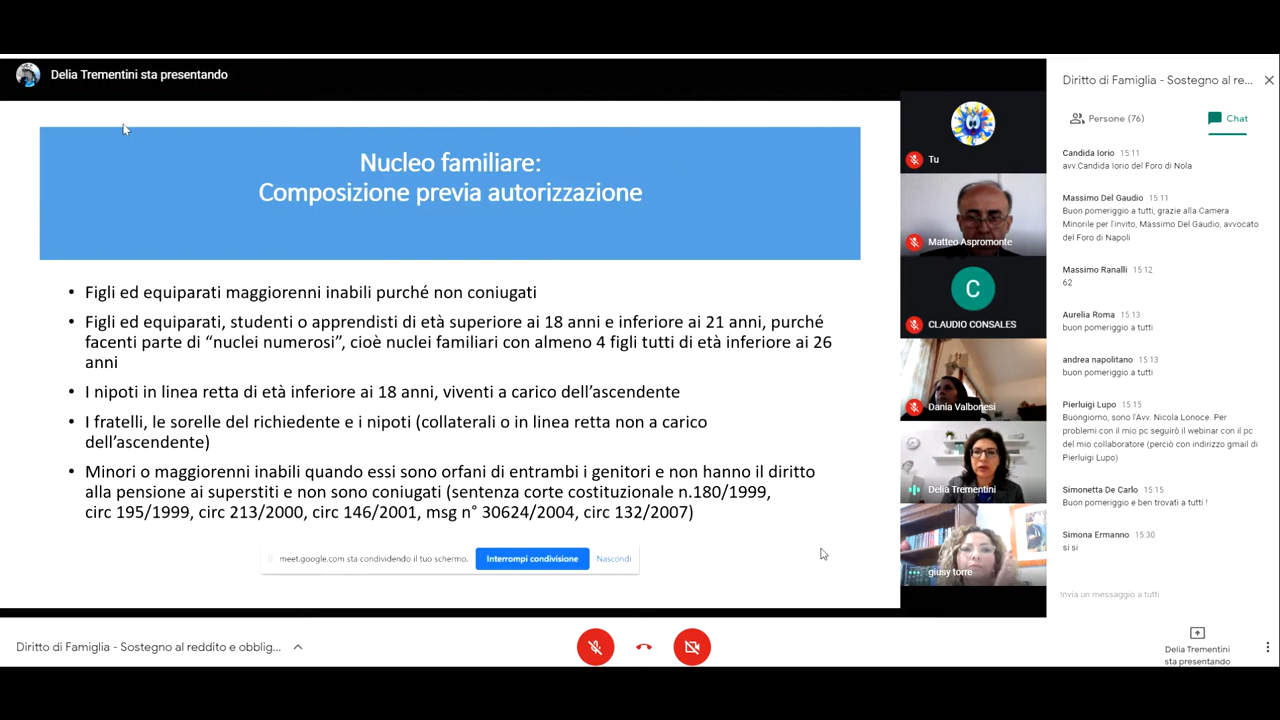 Delia Trementini sta presentando
Nucleo familiare:
Composizione previa autorizzazione
• Figli ed equiparati maggiorenni inabili purché non coniugati
• Figli ed equiparati, studenti o apprendisti di età superiore ai 18 anni e inferiore ai 21 anni, purché
facenti parte di “nuclei numerosi”, cioè nuclei familiari con almeno 4 figli tutti di età inferiore ai 26
anni
• I nipoti in linea retta di età inferiore ai 18 anni, viventi a carico dell’ascendente
• I fratelli, le sorelle del richiedente e i nipoti (collaterali o in linea retta non a carico
dell’ascendente)
• Minori o maggiorenni inabili quando essi sono orfani di entrambi i genitori e non hanno il diritto
alla pensione ai superstiti e non sono coniugati (sentenza corte costituzionale n.180/1999,
circ 195/1999, circ 213/2000, circ 146/2001, msg n° 30624/2004, circ 132/2007)
meet.google.com sta condividendo il tuo schermo. Interrompi condivisione Nascondi
Tu
Matteo Aspromonte
C
CLAUDIO CONSALES
Dania Valbonesi
Delia Trementini
giusy torre
Diritto di Famiglia - Sostegno al re...
Persone (76) Chat
Candida Iorio 15:11
avv.Candida Iorio del Foro di Nola
Massimo Del Gaudio 15:11
Buon pomeriggio a tutti, grazie alla Camera
Minorile per l'invito, Massimo Del Gaudio, avvocato
del Foro di Napoli
Massimo Ranalli 15:12
62
Aurelia Roma 15:13
buon pomeriggio a tutti
andrea napolitano 15:13
buon pomeriggio a tutti
Pierluigi Lupo 15:15
Buongiorno, sono l'Avv. Nicola Lonoce. Per
problemi con il mio pc seguirò il webinar con il pc
del mio collaboratore (perciò con indirizzo gmail di
Pierluigi Lupo)
Simonetta De Carlo 15:15
Buon pomeriggio e ben trovati a tutti !
Simona Ermanno 15:30
si si
Invia un messaggio a tutti
Diritto di Famiglia - Sostegno al reddito e obblig...
Delia Trementini
sta presentando